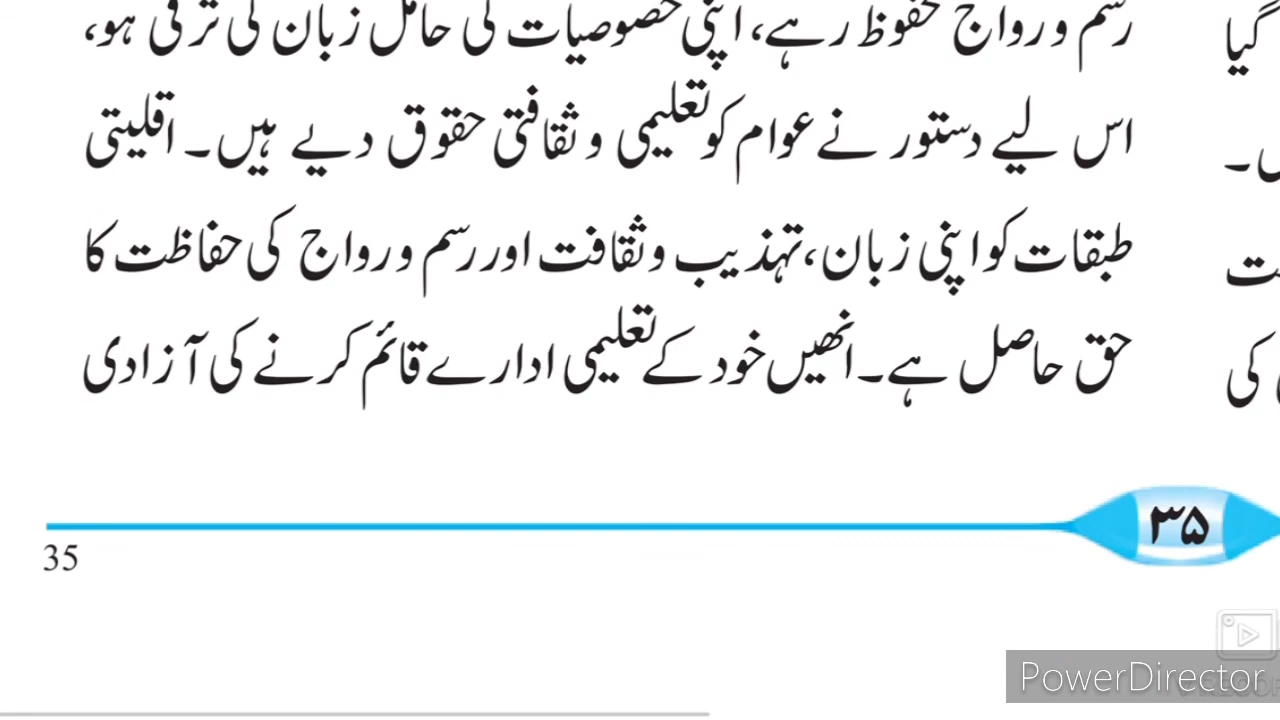 رسم و رواج محفوظ رہے، اپنی خصوصیات کی حامل زبان کی ترقی ہو،
اس لیے دستور نے عوام کو تعلیمی و ثقافتی حقوق دیے ہیں۔ اقلیتی
طبقات کو اپنی زبان، تہذیب و ثقافت اور رسم و رواج کی حفاظت کا
حق حاصل ہے۔ انھیں خود کے تعلیمی ادارے قائم کرنے کی آزادی
گیا
کی
۳۵
35
PowerDirector